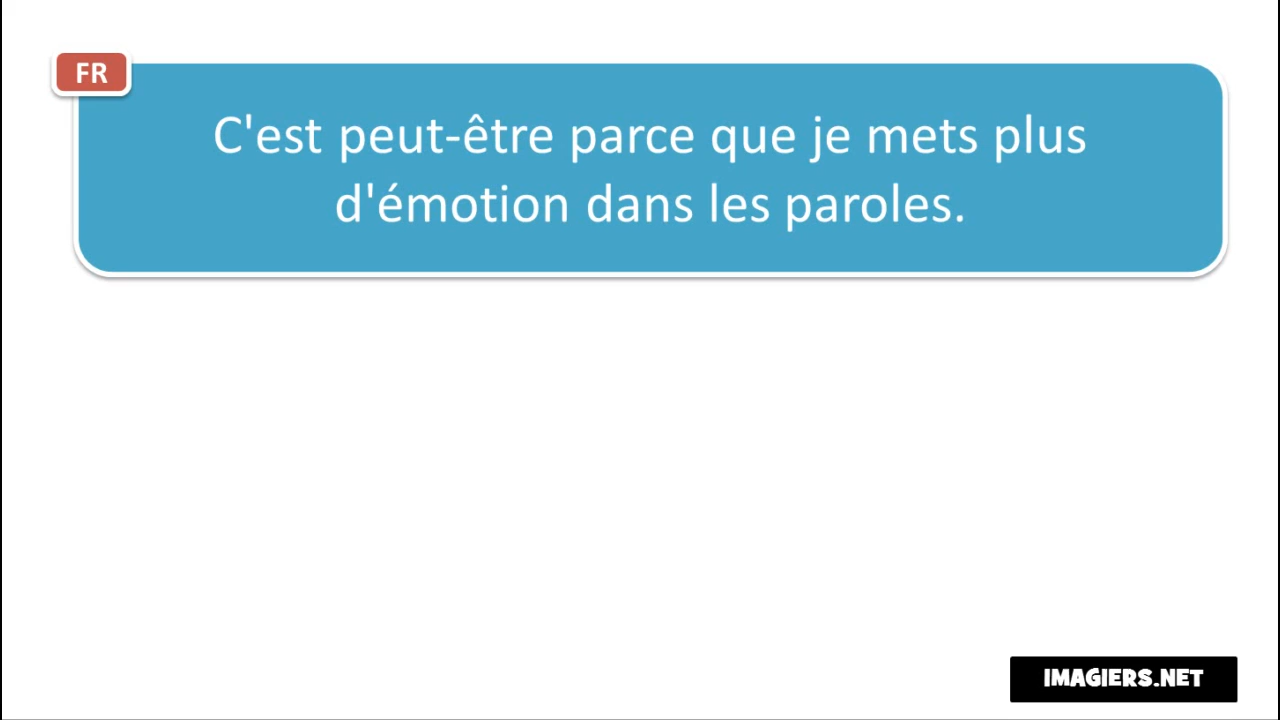 FR
C'est peut-être parce que je mets plus
d'émotion dans les paroles.
IMAGIERS.NET